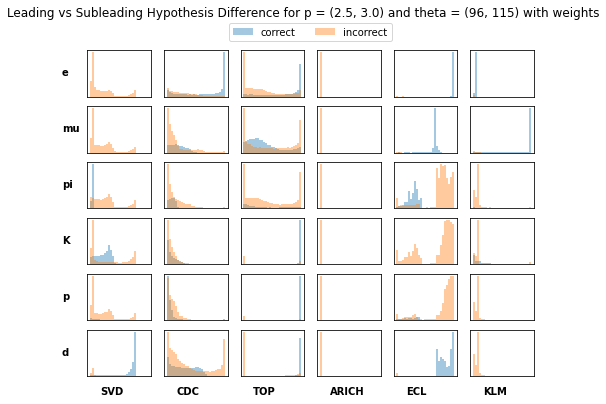 Leading vs Subleading Hypothesis Difference for p = (2.5, 3.0) and theta = (96, 115) with weights
correct incorrect
e
mu
pi
K
p
d
SVD CDC TOP ARICH ECL KLM